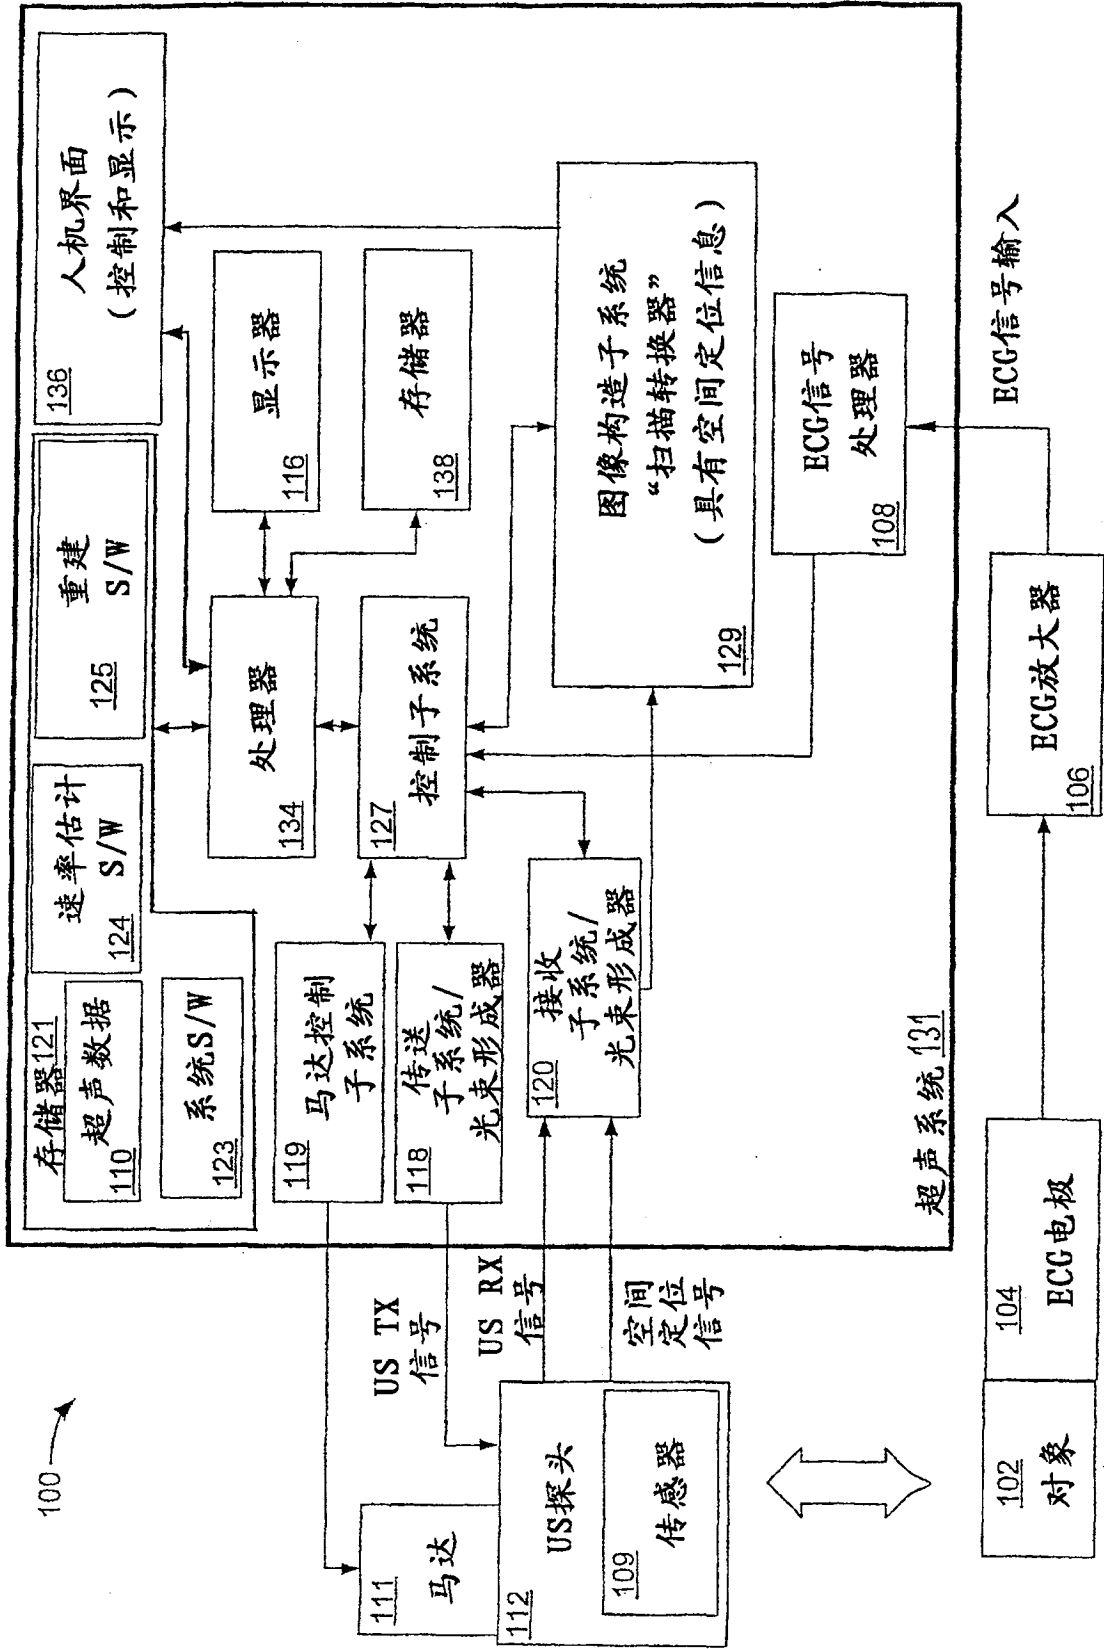 100
存储器121
超声数据
110
系统S/W
123
速率估计
S/W
124
重建
S/W
125
人机界面
(控制和显示)
136
显示器
116
存储器
138
处理器
134
控制子系统
127
马达控制
子系统
119
传送
子系统/
光束形成器
118
接收
子系统/
光束形成器
120
图像构造子系统
“扫描转换器”
(具有空间定位信息)
129
ECG信号
处理器
108
超声系统131
US TX
信号
US RX
信号
空间
定位
信号
111
马达
US探头
112
109
传感器
102
对象
104
ECG电极
ECG放大器
106
ECG信号输入